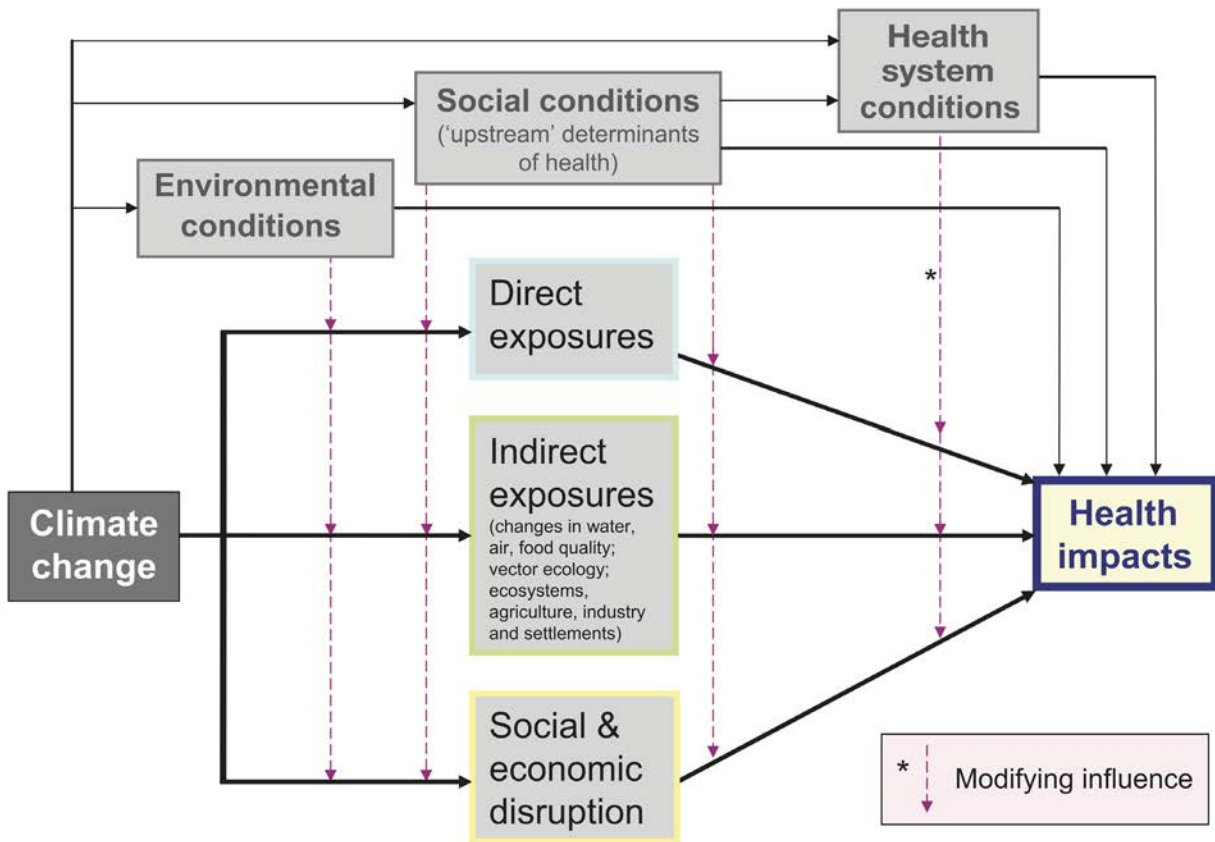 Health
system
conditions
Social conditions
(‘upstream’ determinants
of health)
Environmental
conditions
*
Direct
exposures
Indirect
exposures
(changes in water,
air, food quality;
vector ecology;
ecosystems,
agriculture, industry
and settlements)
Climate
change
Health
impacts
Social &
economic
disruption
* Modifying influence